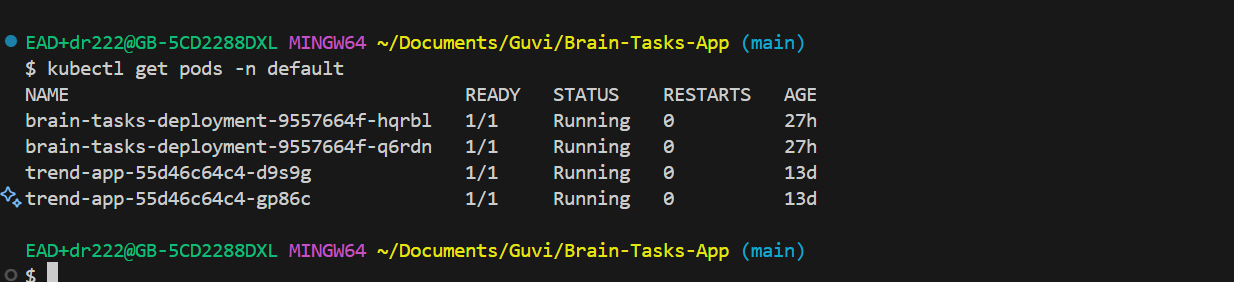 EAD+dr222@GB-5CD2288DXL MINGW64 ~/Documents/Guvi/Brain-Tasks-App (main)
$ kubectl get pods -n default
NAME READY STATUS RESTARTS AGE
brain-tasks-deployment-9557664f-hqrbl 1/1 Running 0 27h
brain-tasks-deployment-9557664f-q6rdn 1/1 Running 0 27h
trend-app-55d46c64c4-d9s9g 1/1 Running 0 13d
trend-app-55d46c64c4-gp86c 1/1 Running 0 13d
EAD+dr222@GB-5CD2288DXL MINGW64 ~/Documents/Guvi/Brain-Tasks-App (main)
$